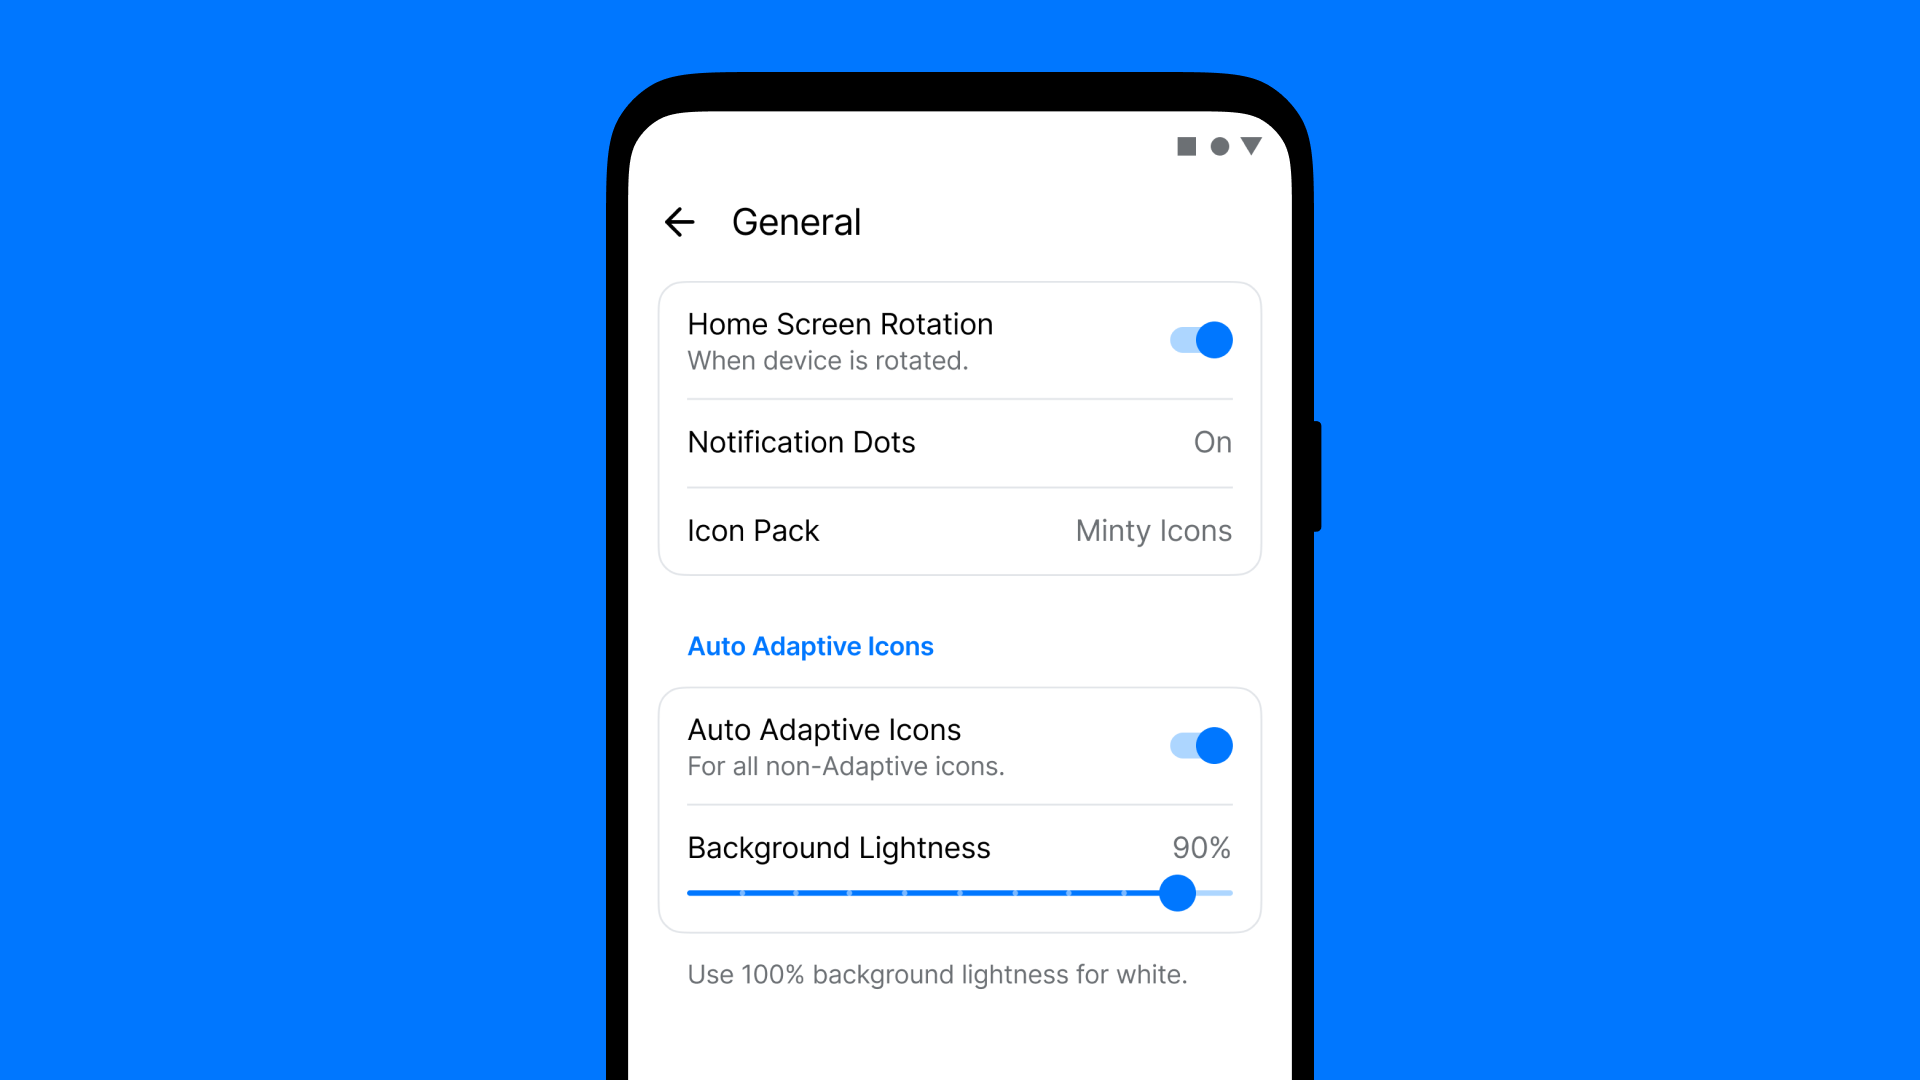 General
Home Screen Rotation
When device is rotated.
Notification Dots On
Icon Pack Minty Icons
Auto Adaptive Icons
Auto Adaptive Icons
For all non-Adaptive icons.
Background Lightness 90%
Use 100% background lightness for white.